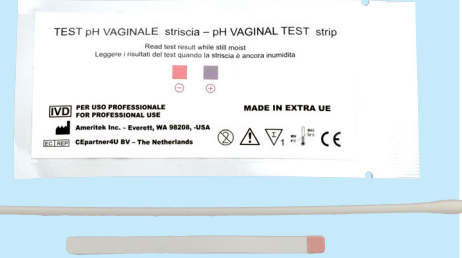 TEST pH VAGINALE striscia – pH VAGINAL TEST strip
Read test result while still moist
Leggere i risultati del test quando la striscia è ancora inumidita
IVD PER USO PROFESSIONALE
FOR PROFESSIONAL USE
MADE IN EXTRA UE
Ameritek Inc. – Everett, WA 98208, -USA
EC REP CEpartner4U BV – The Netherlands
Σ 1
CE